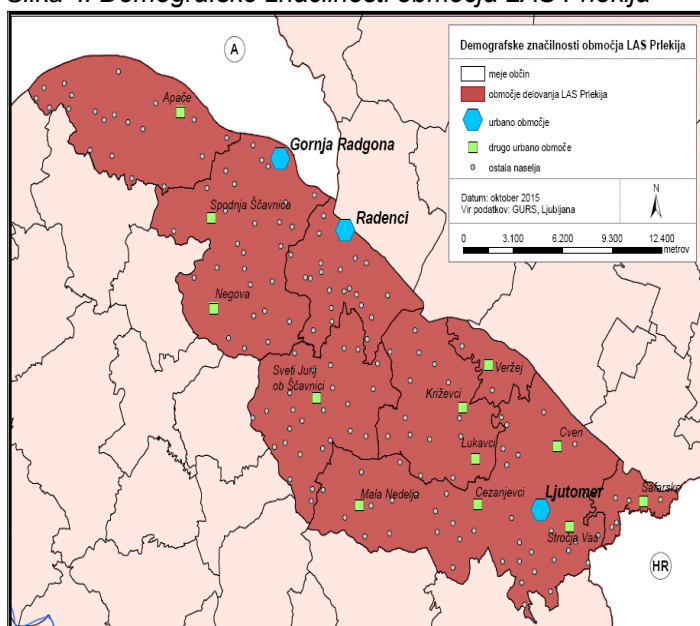 Slika 4: Demografske značilnosti območja LAS Prlekija
Demografske značilnosti območja LAS Prlekija
meje občin
območje delovanja LAS Prlekija
urbano območje
drugo urbano območe
ostala naselja
Datum: oktober 2015
Vir podatkov: GURS, Ljubljana
N
0 3.100 6.200 9.300 12.400
metrov
A
Apače
Gornja Radgona
Spodnja Ščavnica
Radenci
Negova
Sveti Jurij
ob Ščavnici
Veržej
Križevci
Cven
Lukavci
Mala Nedelja
Cezanjevci
Ljutomer
Safarsko
Stročja Vas
HR